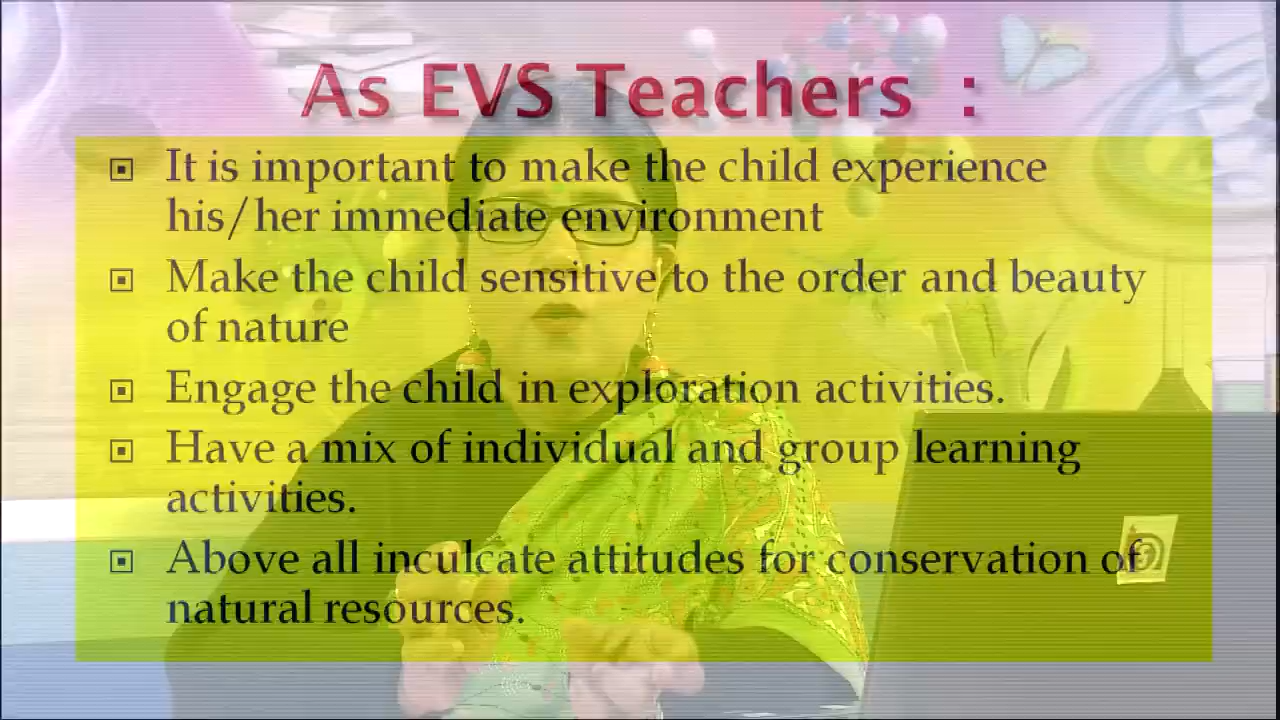 As EVS Teachers :
It is important to make the child experience
his/her immediate environment
Make the child sensitive to the order and beauty
of nature
Engage the child in exploration activities.
Have a mix of individual and group learning
activities.
Above all inculcate attitudes for conservation of
natural resources.